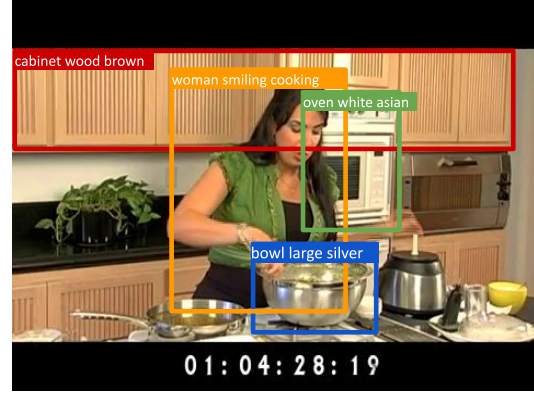 cabinet wood brown
woman smiling cooking
oven white asian
bowl large silver
01:04:28:19